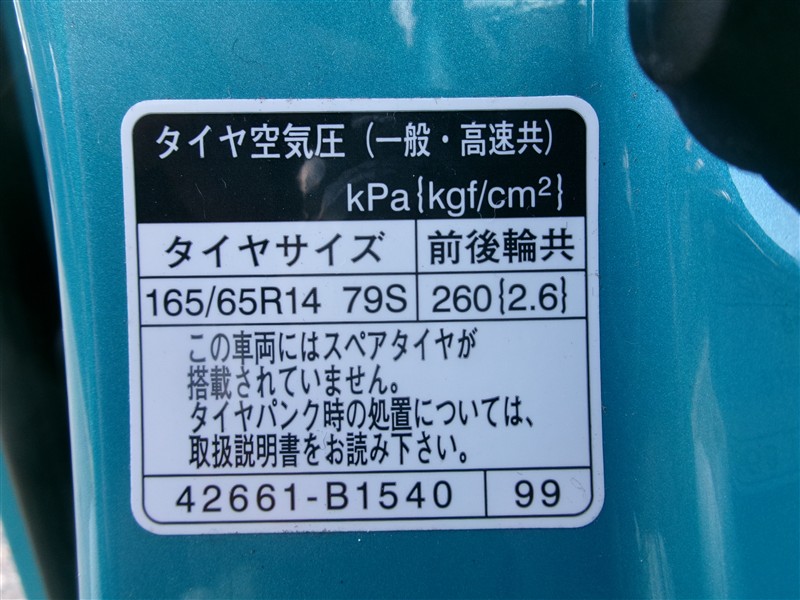 タイヤ空気圧（一般・高速共）
kPa{kgf/cm²}
タイヤサイズ 前後輪共
165/65R14 79S 260{2.6}
この車両にはスペアタイヤが
搭載されていません。
タイヤパンク時の処置については、
取扱説明書をお読み下さい。
42661-B1540 99